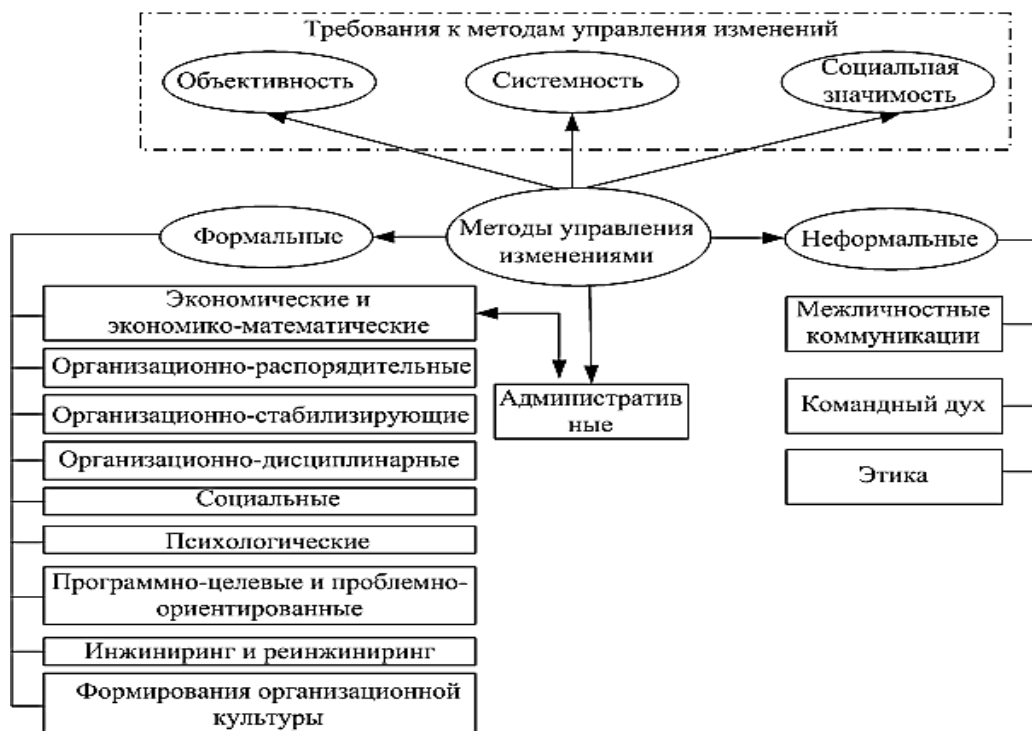 Требования к методам управления изменений
Объективность
Системность
Социальная
значимость
Формальные
Методы управления
изменениями
Неформальные
Экономические и
экономико-математические
Организационно-распорядительные
Организационно-стабилизирующие
Организационно-дисциплинарные
Социальные
Психологические
Программно-целевые и проблемно-
ориентированные
Инжиниринг и реинжиниринг
Формирования организационной
культуры
Административ
ные
Межличностные
коммуникации
Командный дух
Этика